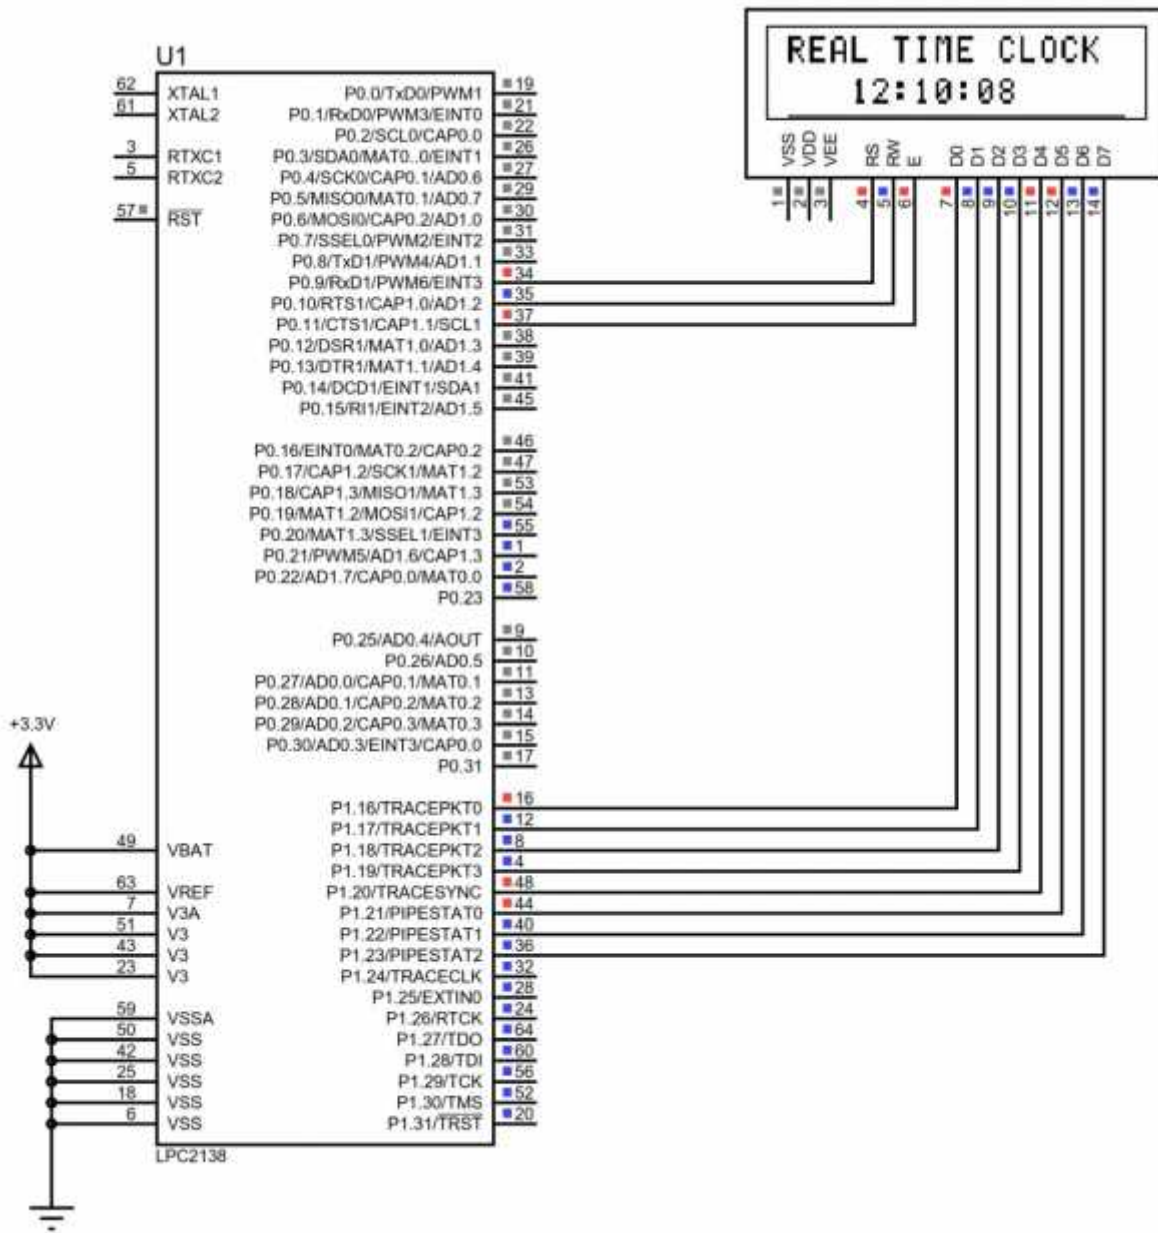 REAL TIME CLOCK
12:10:08
VSS
VDD
VEE
RS
RW
E
D0
D1
D2
D3
D4
D5
D6
D7
1
2
3
4
5
6
7
8
9
10
11
12
13
14
U1
62 XTAL1
61 XTAL2
3 RTXC1
5 RTXC2
57 RST
P0.0/TxD0/PWM1 19
P0.1/RxD0/PWM3/EINT0 21
P0.2/SCL0/CAP0.0 22
P0.3/SDA0/MAT0..0/EINT1 26
P0.4/SCK0/CAP0.1/AD0.6 27
P0.5/MISO0/MAT0.1/AD0.7 29
P0.6/MOSI0/CAP0.2/AD1.0 30
P0.7/SSEL0/PWM2/EINT2 31
P0.8/TxD1/PWM4/AD1.1 33
P0.9/RxD1/PWM6/EINT3 34
P0.10/RTS1/CAP1.0/AD1.2 35
P0.11/CTS1/CAP1.1/SCL1 37
P0.12/DSR1/MAT1.0/AD1.3 38
P0.13/DTR1/MAT1.1/AD1.4 39
P0.14/DCD1/EINT1/SDA1 41
P0.15/RI1/EINT2/AD1.5 45
P0.16/EINT0/MAT0.2/CAP0.2 46
P0.17/CAP1.2/SCK1/MAT1.2 47
P0.18/CAP1.3/MISO1/MAT1.3 53
P0.19/MAT1.2/MOSI1/CAP1.2 54
P0.20/MAT1.3/SSEL1/EINT3 55
P0.21/PWM5/AD1.6/CAP1.3 1
P0.22/AD1.7/CAP0.0/MAT0.0 2
P0.23 58
P0.25/AD0.4/AOUT 9
P0.26/AD0.5 10
P0.27/AD0.0/CAP0.1/MAT0.1 11
P0.28/AD0.1/CAP0.2/MAT0.2 13
P0.29/AD0.2/CAP0.3/MAT0.3 14
P0.30/AD0.3/EINT3/CAP0.0 15
P0.31 17
+3.3V
P1.16/TRACEPKT0 16
P1.17/TRACEPKT1 12
49 VBAT P1.18/TRACEPKT2 8
P1.19/TRACEPKT3 4
63 VREF P1.20/TRACESYNC 48
7 V3A P1.21/PIPESTAT0 44
51 V3 P1.22/PIPESTAT1 40
43 V3 P1.23/PIPESTAT2 36
23 V3 P1.24/TRACECLK 32
P1.25/EXTIN0 28
59 VSSA P1.26/RTCK 24
50 VSS P1.27/TDO 64
42 VSS P1.28/TDI 60
25 VSS P1.29/TCK 56
18 VSS P1.30/TMS 52
6 VSS P1.31/TRST 20
LPC2138